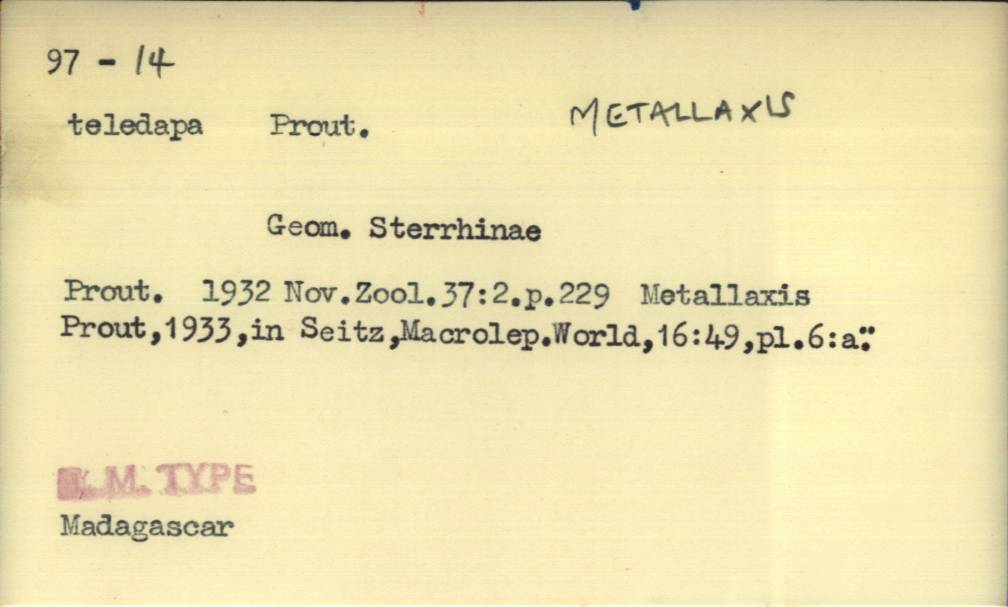 97 - 14
teledapa Prout. METALLAXIS
Geom. Sterrhinae
Prout. 1932 Nov.Zool.37:2.p.229 Metallaxis
Prout,1933,in Seitz,Macrolep.World,16:49,pl.6:a:
M. TYPE
Madagascar